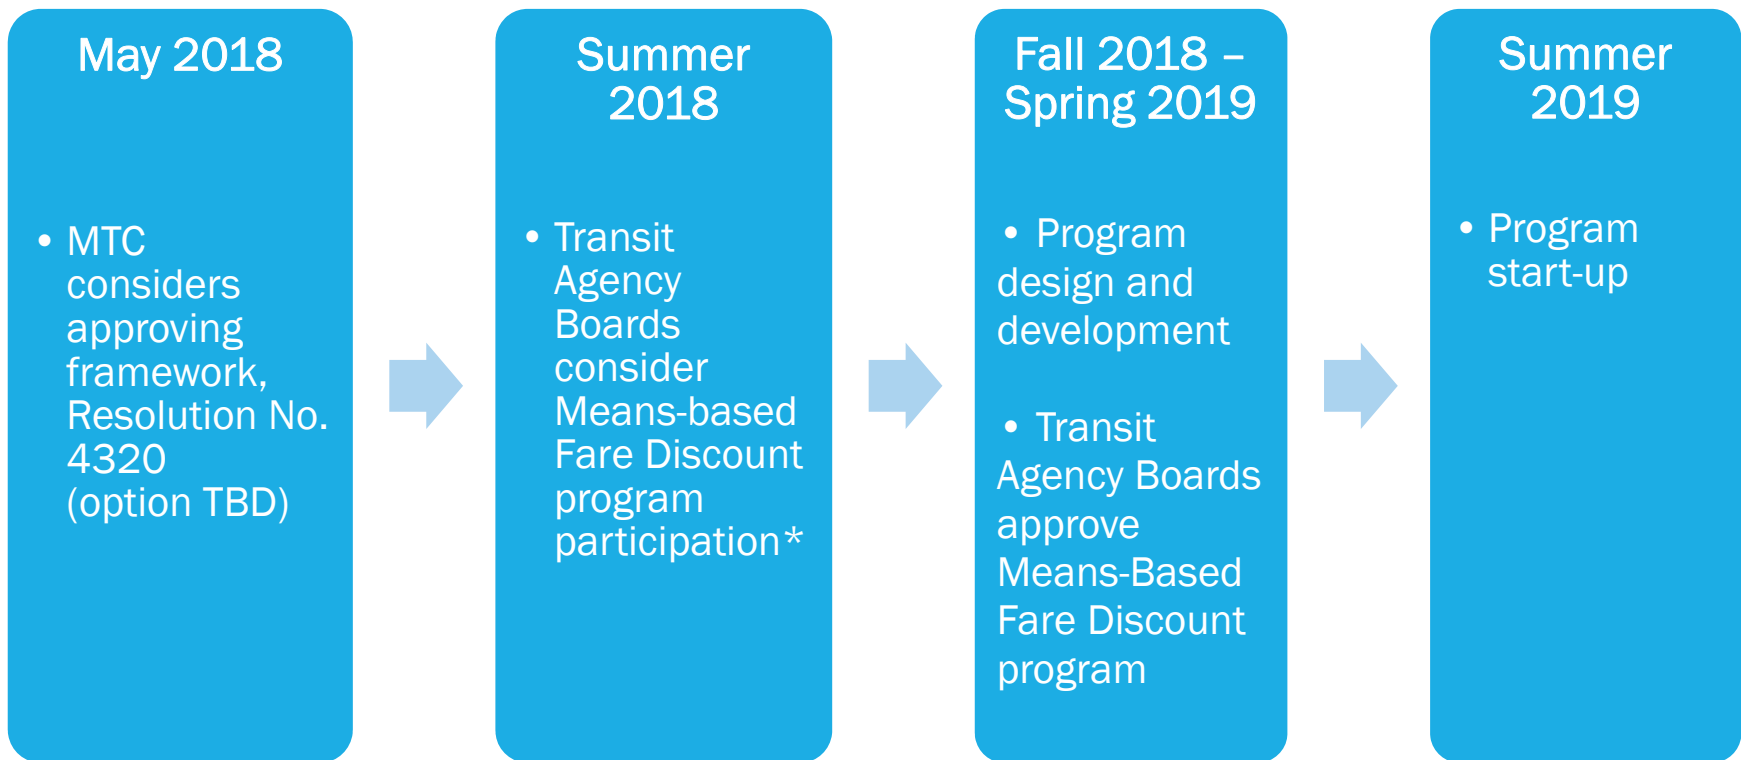 May 2018
• MTC
considers
approving
framework,
Resolution No.
4320
(option TBD)
Summer
2018
• Transit
Agency
Boards
consider
Means-based
Fare Discount
program
participation*
Fall 2018 –
Spring 2019
• Program
design and
development
• Transit
Agency Boards
approve
Means-Based
Fare Discount
program
Summer
2019
• Program
start-up